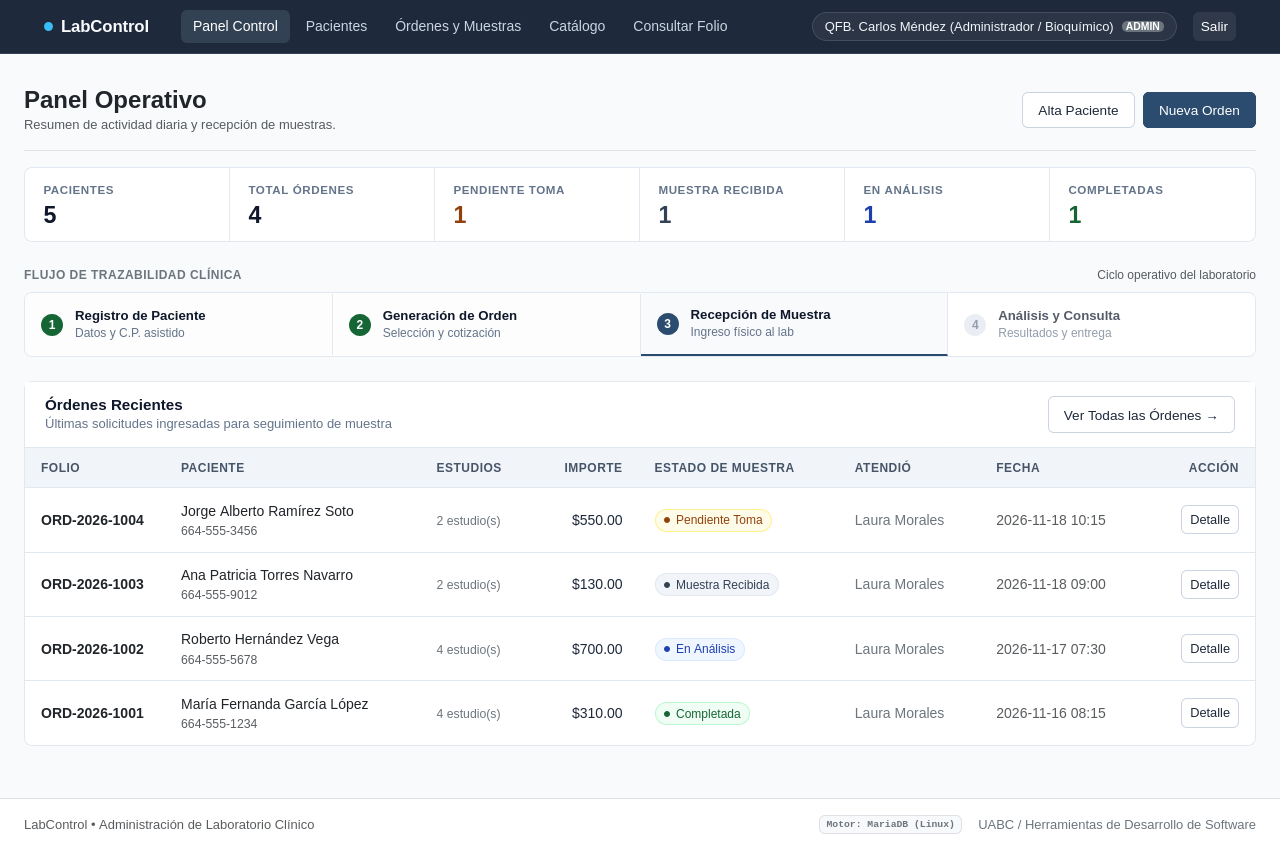 LabControl
Panel Control
Pacientes
Órdenes y Muestras
Catálogo
Consultar Folio
QFB. Carlos Méndez (Administrador / Bioquímico) ADMIN
Salir
Panel Operativo
Resumen de actividad diaria y recepción de muestras.
Alta Paciente
Nueva Orden
PACIENTES
5
TOTAL ÓRDENES
4
PENDIENTE TOMA
1
MUESTRA RECIBIDA
1
EN ANÁLISIS
1
COMPLETADAS
1
FLUJO DE TRAZABILIDAD CLÍNICA
Ciclo operativo del laboratorio
1
Registro de Paciente
Datos y C.P. asistido
2
Generación de Orden
Selección y cotización
3
Recepción de Muestra
Ingreso físico al lab
4
Análisis y Consulta
Resultados y entrega
Órdenes Recientes
Últimas solicitudes ingresadas para seguimiento de muestra
Ver Todas las Órdenes →
FOLIO PACIENTE ESTUDIOS IMPORTE ESTADO DE MUESTRA ATENDIÓ FECHA ACCIÓN
ORD-2026-1004 Jorge Alberto Ramírez Soto 2 estudio(s) $550.00 Pendiente Toma Laura Morales 2026-11-18 10:15 Detalle
664-555-3456
ORD-2026-1003 Ana Patricia Torres Navarro 2 estudio(s) $130.00 Muestra Recibida Laura Morales 2026-11-18 09:00 Detalle
664-555-9012
ORD-2026-1002 Roberto Hernández Vega 4 estudio(s) $700.00 En Análisis Laura Morales 2026-11-17 07:30 Detalle
664-555-5678
ORD-2026-1001 María Fernanda García López 4 estudio(s) $310.00 Completada Laura Morales 2026-11-16 08:15 Detalle
664-555-1234
LabControl • Administración de Laboratorio Clínico
Motor: MariaDB (Linux)
UABC / Herramientas de Desarrollo de Software